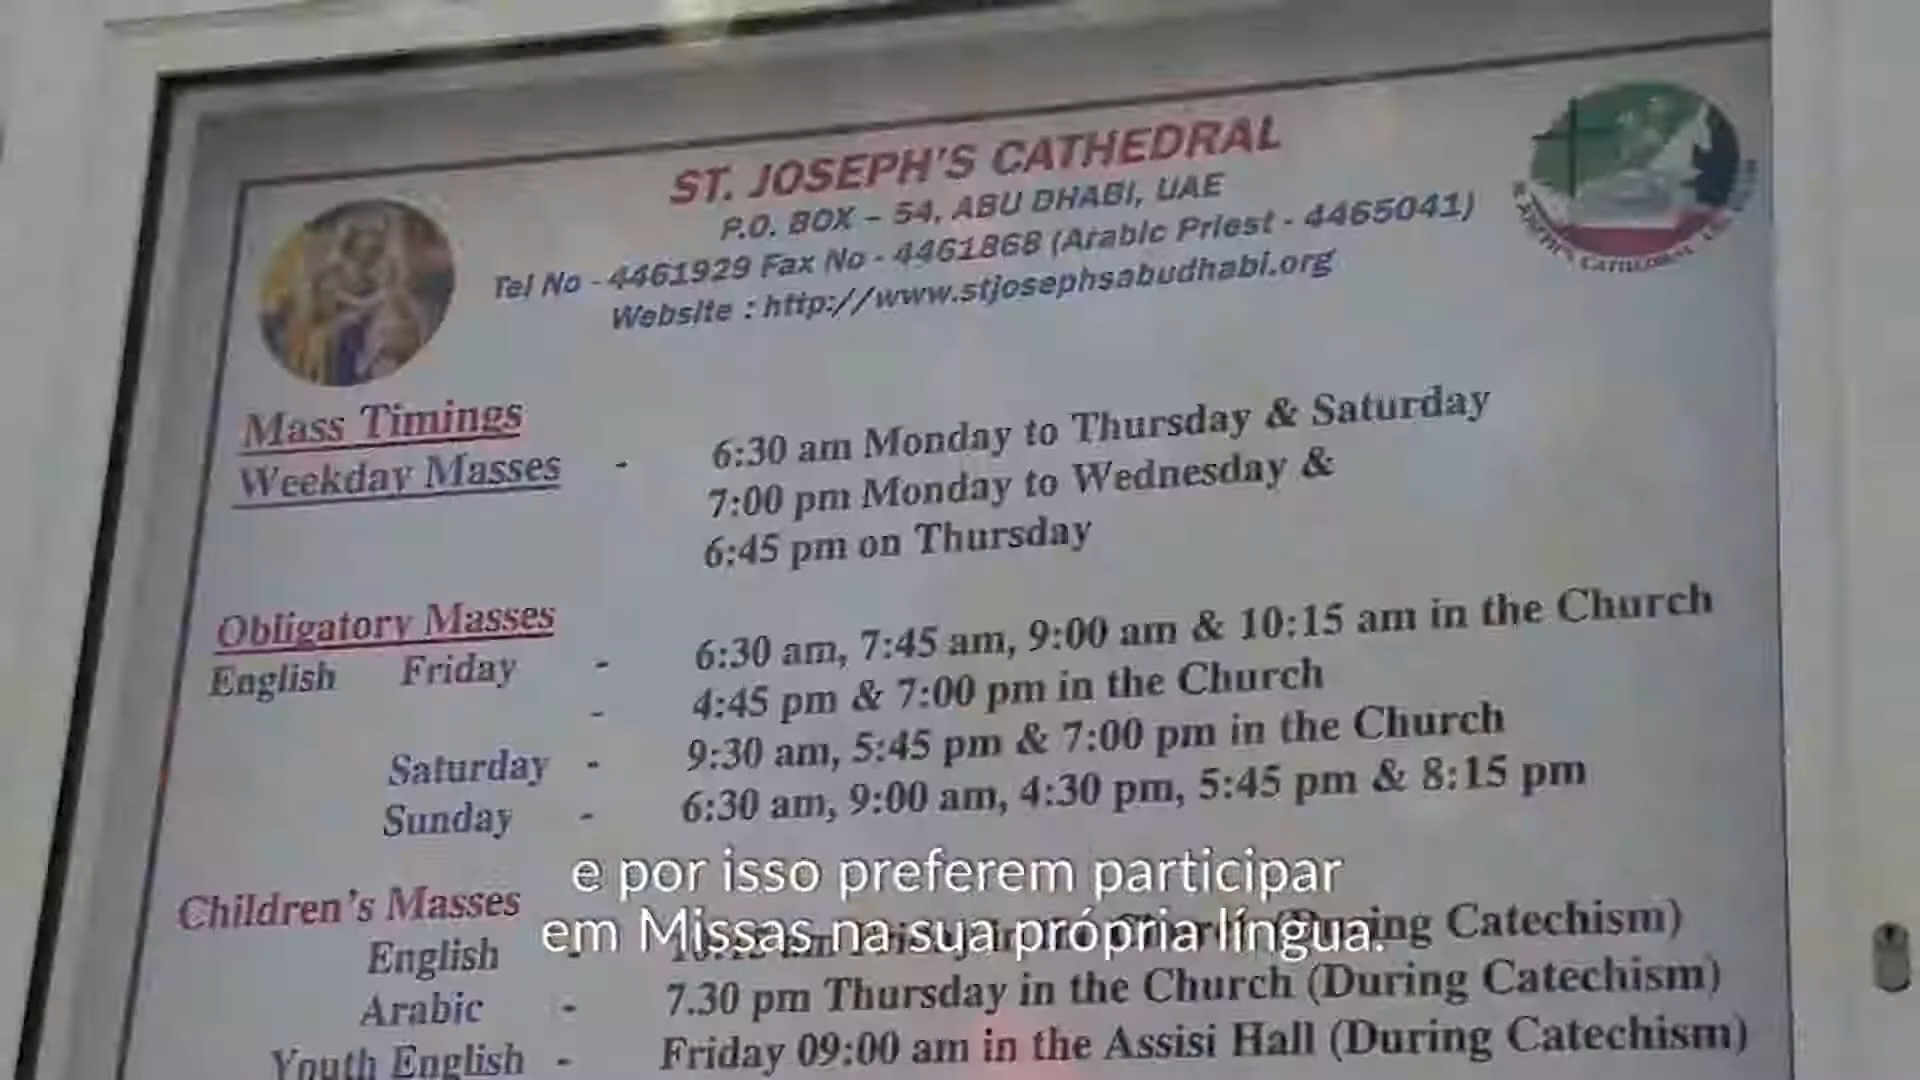 ST. JOSEPH'S CATHEDRAL
P.O. BOX - 54, ABU DHABI, UAE
Tel No - 4461929 Fax No - 4461868 (Arabic Priest - 4465041)
Website : http://www.stjosephsabudhabi.org
Mass Timings
Weekday Masses - 6:30 am Monday to Thursday & Saturday
7:00 pm Monday to Wednesday &
6:45 pm on Thursday
Obligatory Masses
English Friday - 6:30 am, 7:45 am, 9:00 am & 10:15 am in the Church
- 4:45 pm & 7:00 pm in the Church
Saturday - 9:30 am, 5:45 pm & 7:00 pm in the Church
Sunday - 6:30 am, 9:00 am, 4:30 pm, 5:45 pm & 8:15 pm
Children's Masses
English - Catechism)
Arabic - 7.30 pm Thursday in the Church (During Catechism)
Youth English - Friday 09:00 am in the Assisi Hall (During Catechism)
e por isso preferem participar
em Missas na sua própria língua.